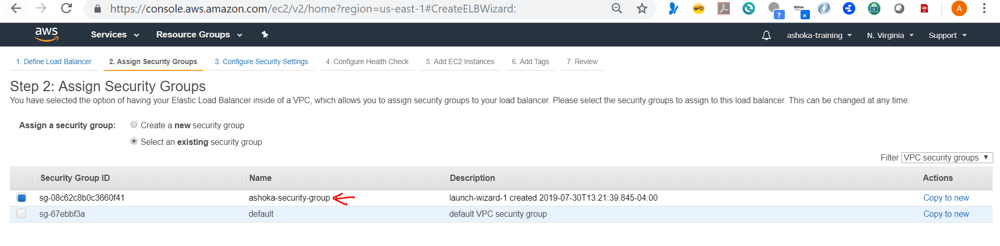 https://console.aws.amazon.com/ec2/v2/home?region=us-east-1#CreateELBWizard:
Bittrex
?
x
PDF
A
aws
Services
Resource Groups
ashoka-training
N. Virginia
Support
1. Define Load Balancer
2. Assign Security Groups
3. Configure Security Settings
4. Configure Health Check
5. Add EC2 Instances
6. Add Tags
7. Review
Step 2: Assign Security Groups
You have selected the option of having your Elastic Load Balancer inside of a VPC, which allows you to assign security groups to your load balancer. Please select the security groups to assign to this load balancer. This can be changed at any time.
Assign a security group:
Create a new security group
Select an existing security group
Filter VPC security groups
Security Group ID Name Description Actions
sg-08c62c8b0c3660f41 ashoka-security-group launch-wizard-1 created 2019-07-30T13:21:39.845-04:00 Copy to new
sg-67ebbf3a default default VPC security group Copy to new